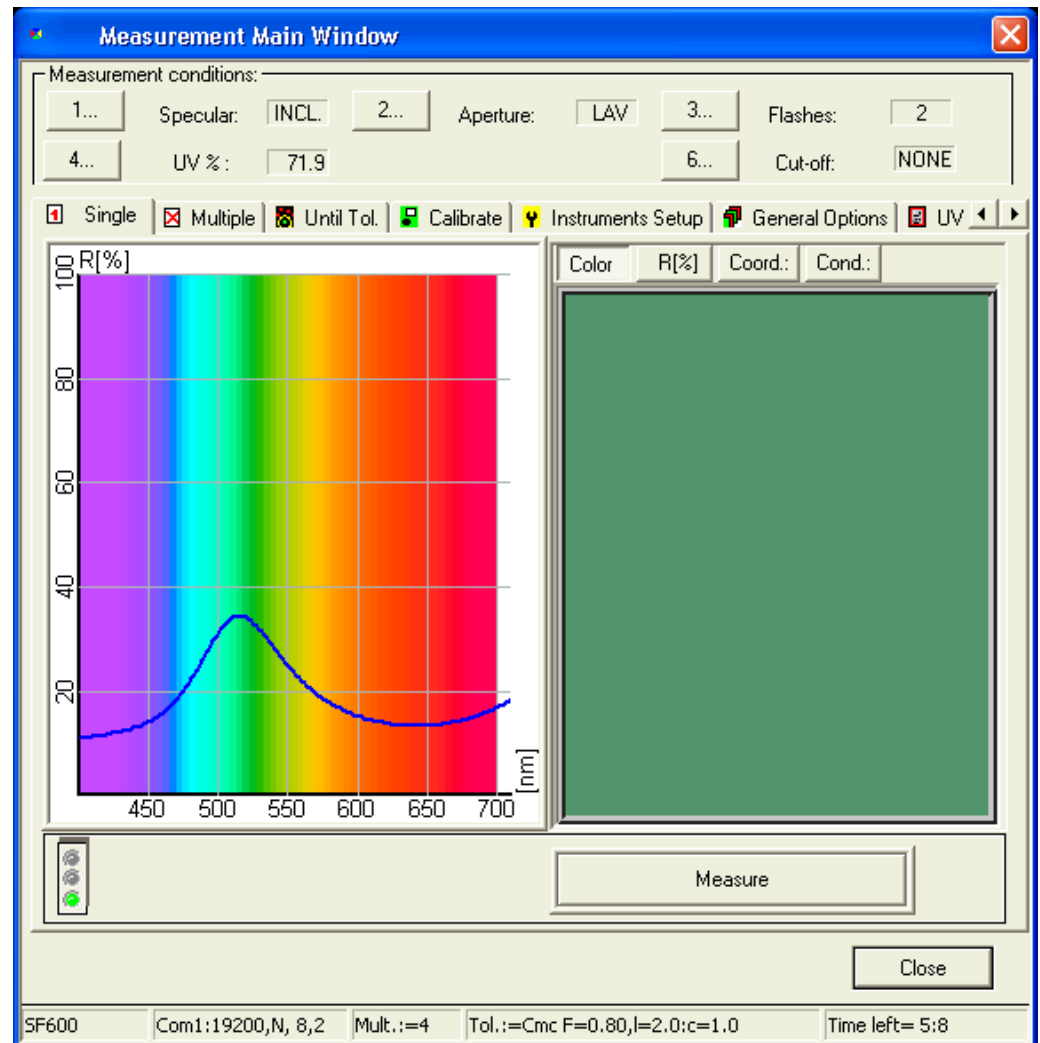 Measurement Main Window
Measurement conditions:
1... Specular: INCL. 2... Aperture: LAV 3... Flashes: 2
4... UV % : 71.9 6... Cut-off: NONE
1 Single Multiple Until Tol. Calibrate Instruments Setup General Options UV
R[%] Color R[%] Coord.: Cond.:
100
80
60
40
20
[nm]
450 500 550 600 650 700
Measure
Close
SF600 Com1:19200,N, 8,2 Mult.:=4 Tol.:=Cmc F=0.80,l=2.0:c=1.0 Time left= 5:8